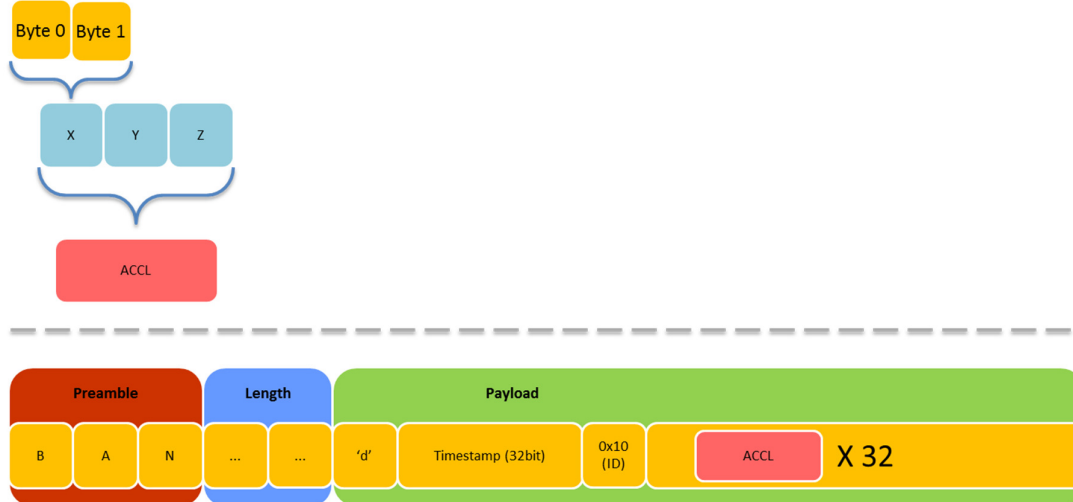 Byte 0 Byte 1
X Y Z
ACCL
Preamble Length Payload
B A N ... ... ‘d’ Timestamp (32bit) 0x10 (ID) ACCL X 32